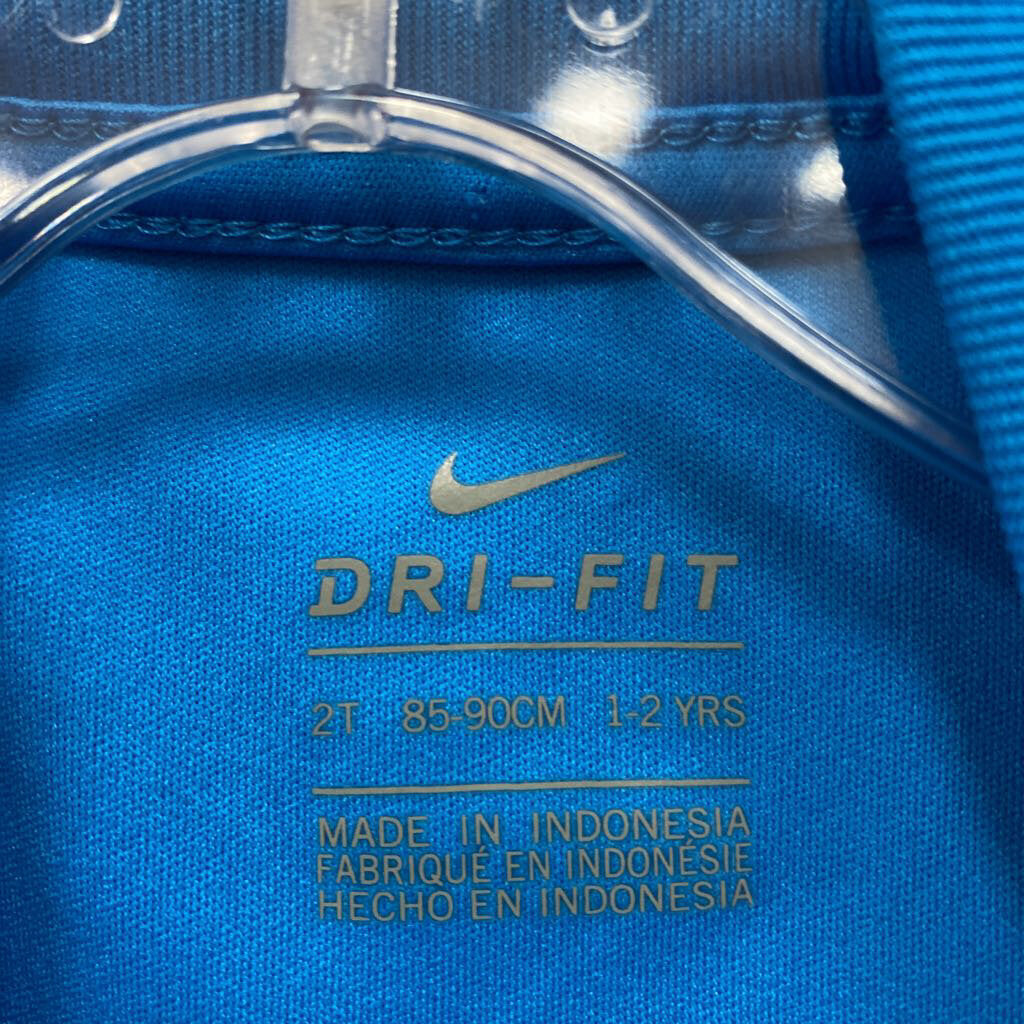 DRI-FIT
2T 85-90CM 1-2 YRS
MADE IN INDONESIA
FABRIQUÉ EN INDONÉSIE
HECHO EN INDONESIA